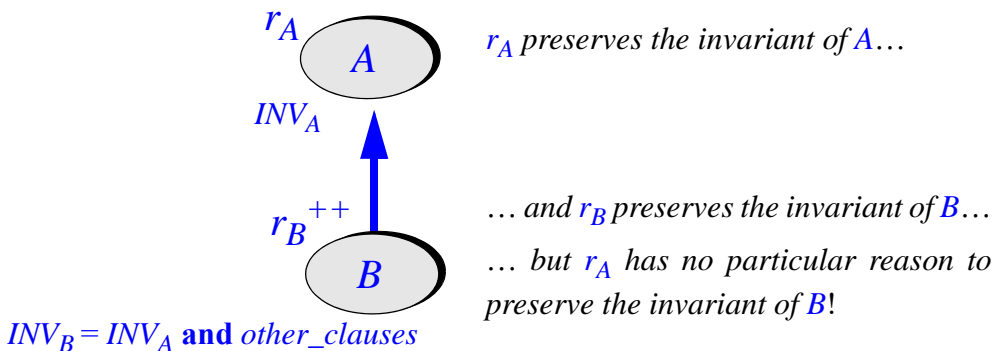 r_A
A
r_A preserves the invariant of A…
INV_A
r_B++
… and r_B preserves the invariant of B…
B
… but r_A has no particular reason to
preserve the invariant of B!
INV_B = INV_A and other_clauses